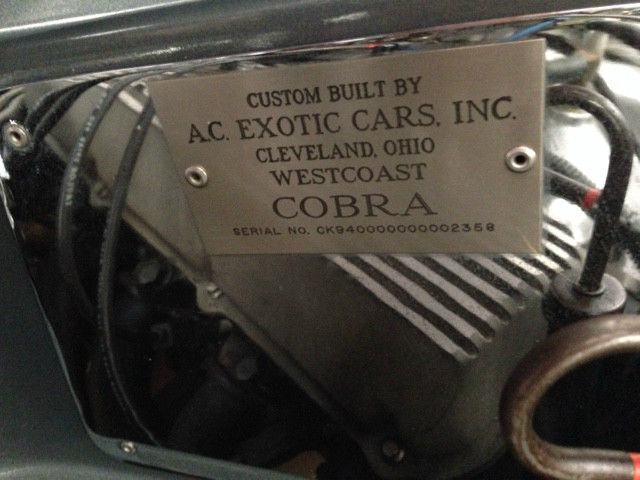 CUSTOM BUILT BY
A.C. EXOTIC CARS, INC.
CLEVELAND, OHIO
WESTCOAST
COBRA
SERIAL NO. CK940000000002358